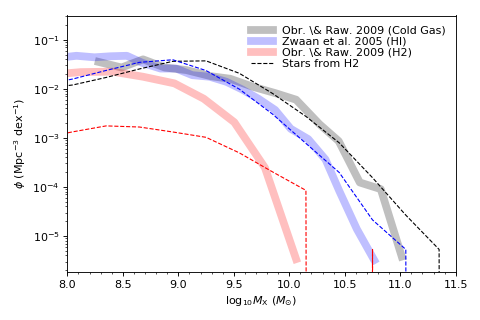 Obr. \& Raw. 2009 (Cold Gas)
Zwaan et al. 2005 (HI)
Obr. \& Raw. 2009 (H2)
Stars from H2
ϕ (Mpc⁻³ dex⁻¹)
10⁻¹
10⁻²
10⁻³
10⁻⁴
10⁻⁵
8.0 8.5 9.0 9.5 10.0 10.5 11.0 11.5
log₁₀M_X (M_⊙)